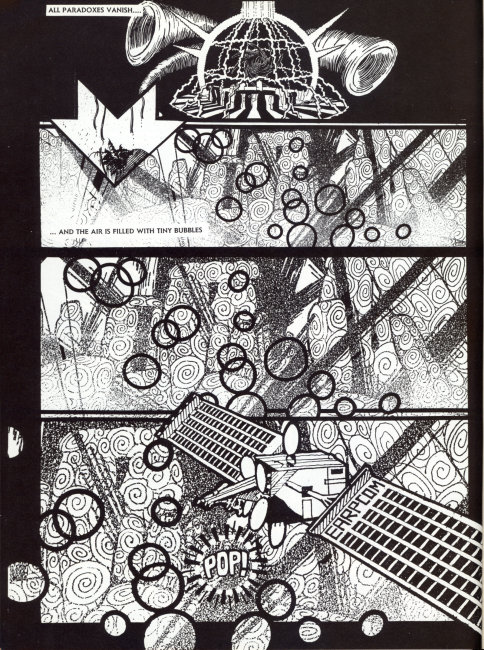 ALL PARADOXES VANISH....
... AND THE AIR IS FILLED WITH TINY BUBBLES
POP!